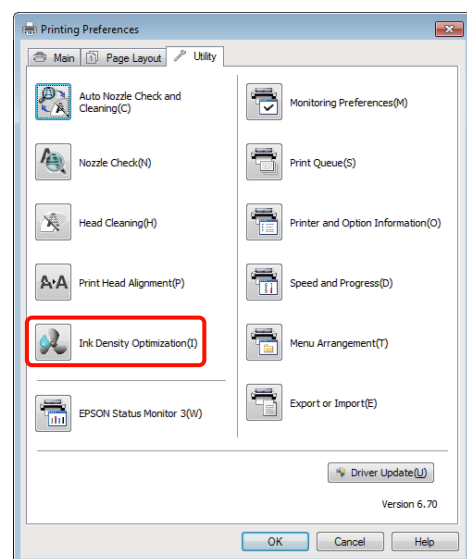 Printing Preferences
Main
Page Layout
Utility
Auto Nozzle Check and
Cleaning(C)
Nozzle Check(N)
Head Cleaning(H)
Print Head Alignment(P)
Ink Density Optimization(I)
EPSON Status Monitor 3(W)
Monitoring Preferences(M)
Print Queue(S)
Printer and Option Information(O)
Speed and Progress(D)
Menu Arrangement(T)
Export or Import(E)
Driver Update(U)
Version 6.70
OK
Cancel
Help